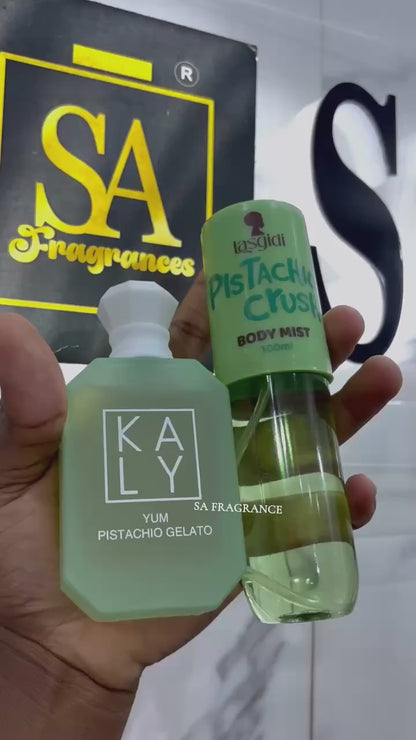 ®
SA
Fragrances
S
lasgidi
PISTACHIO
CRUSH
BODY MIST
100ml
KA
LY
YUM
PISTACHIO GELATO
SA FRAGRANCE